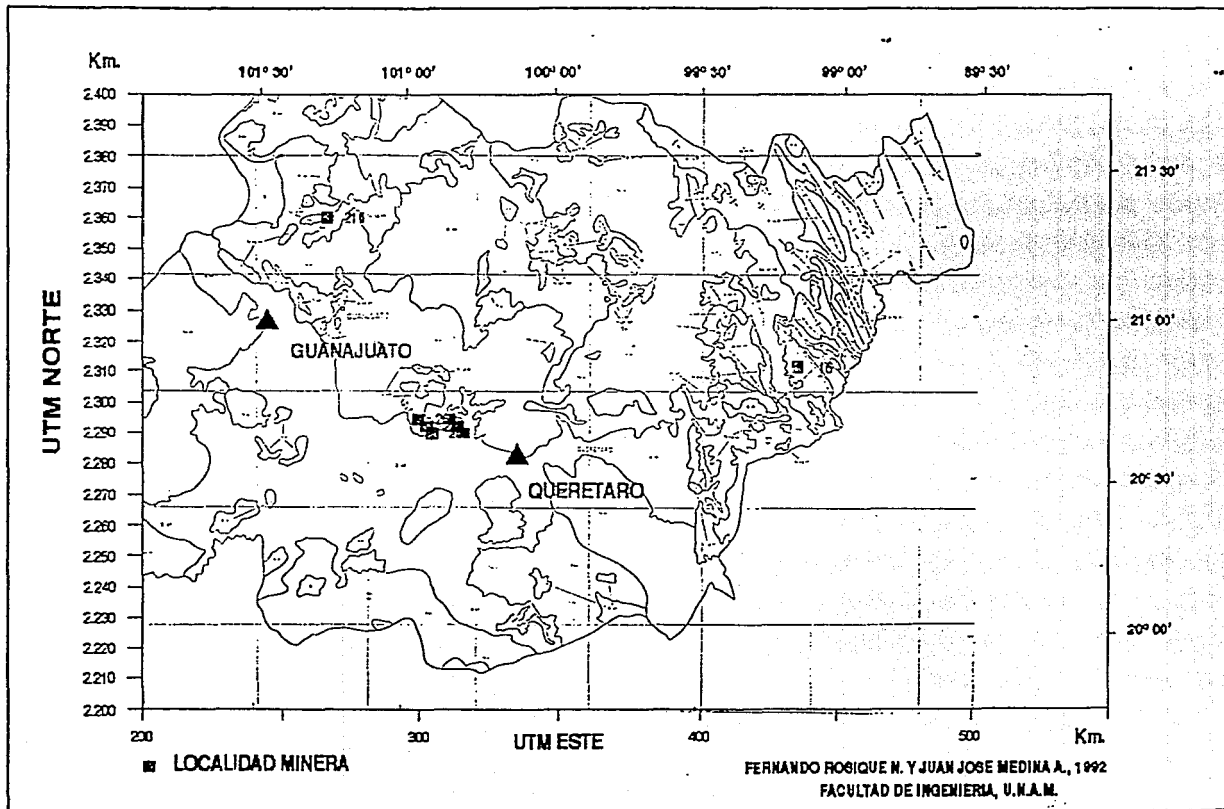 Km.
101° 30' 101° 00' 100° 00' 99° 30' 99° 00' 89° 30'
2.400
2.390
2.380
2.370
2.360
2.350
2.340
2.330
2.320
2.310
2.300
2.290
2.280
2.270
2.260
2.250
2.240
2.230
2.220
2.210
2.200
UTM NORTE
216
GUANAJUATO
QUERETARO
21° 30'
21° 00'
20° 30'
20° 00'
200 300 400 500
UTM ESTE
Km.
LOCALIDAD MINERA
FERNANDO ROSIQUE N. Y JUAN JOSE MEDINA A., 1992
FACULTAD DE INGENIERIA, U.N.A.M.